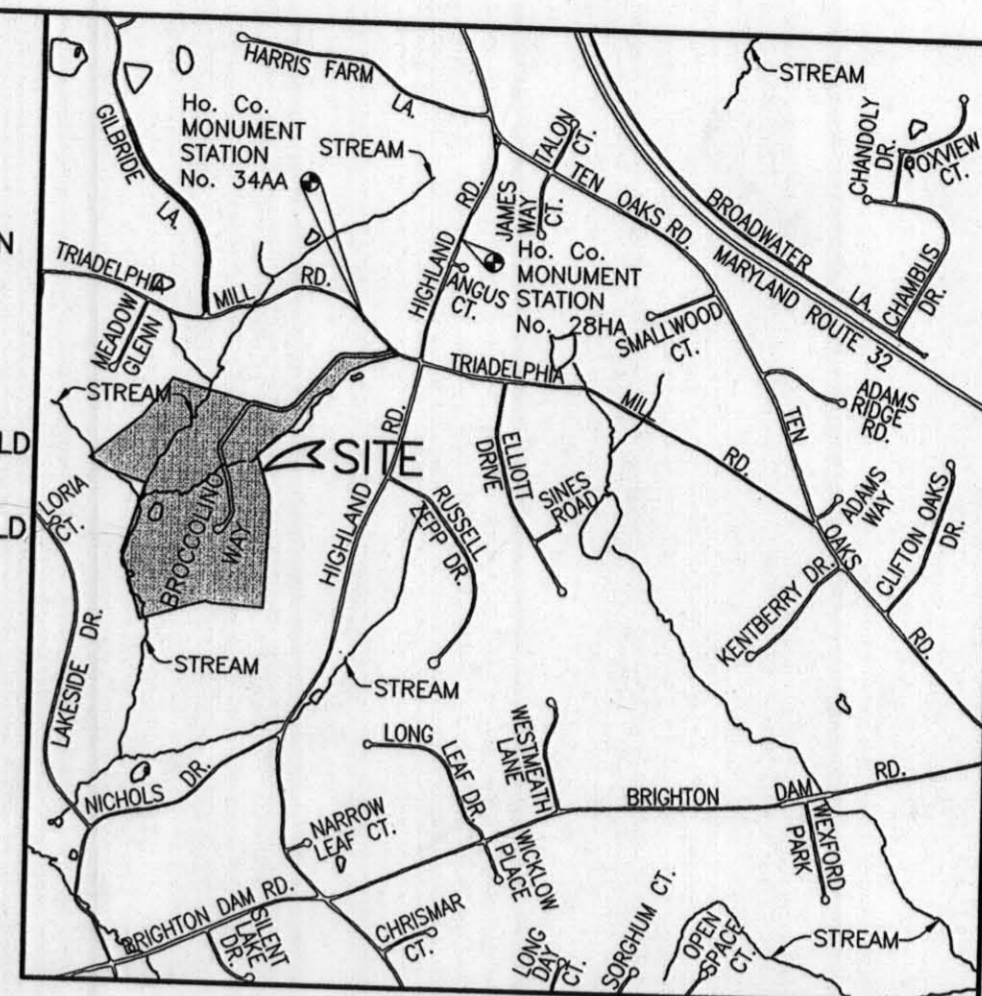 HARRIS FARM
LA.
STREAM
Ho. Co.
MONUMENT
STATION
No. 34AA
STREAM
GILBRIDE
LA.
TALON
CT.
CHANDOLY
DR.
FOXVIEW
CT.
N
TEN OAKS RD.
JAMES
WAY
CT.
HIGHLAND
RD.
BROADWATER
LA.
MARYLAND ROUTE 32
CHAMBLIS
DR.
TRIADELPHIA
MILL
RD.
Ho. Co.
MONUMENT
STATION
No. 28HA
ANGUS
CT.
MEADOW
GLENN
SMALLWOOD
CT.
TRIADELPHIA
MILL
RD.
STREAM
ADAMS
RIDGE
RD.
TEN
OAKS
RD.
LD
SITE
ELLIOTT
DRIVE
SINES
ROAD
ADAMS
WAY
CLIFTON OAKS
DR.
LORIA
CT.
LD
BROCCOLINO
WAY
HIGHLAND
RD.
RUSSELL
ZEPP DR.
KENTBERRY DR.
LAKESIDE DR.
STREAM
STREAM
LONG
LEAF DR.
WESTMEATH
LANE
NICHOLS
DR.
BRIGHTON
DAM
RD.
NARROW
LEAF CT.
WICKLOW
PLACE
WEXFORD
PARK
BRIGHTON DAM RD.
SILENT
LAKE
DR.
CHRISMAR
CT.
LONG
DAY
CT.
SORGHUM CT.
OPEN
SPACE
CT.
STREAM